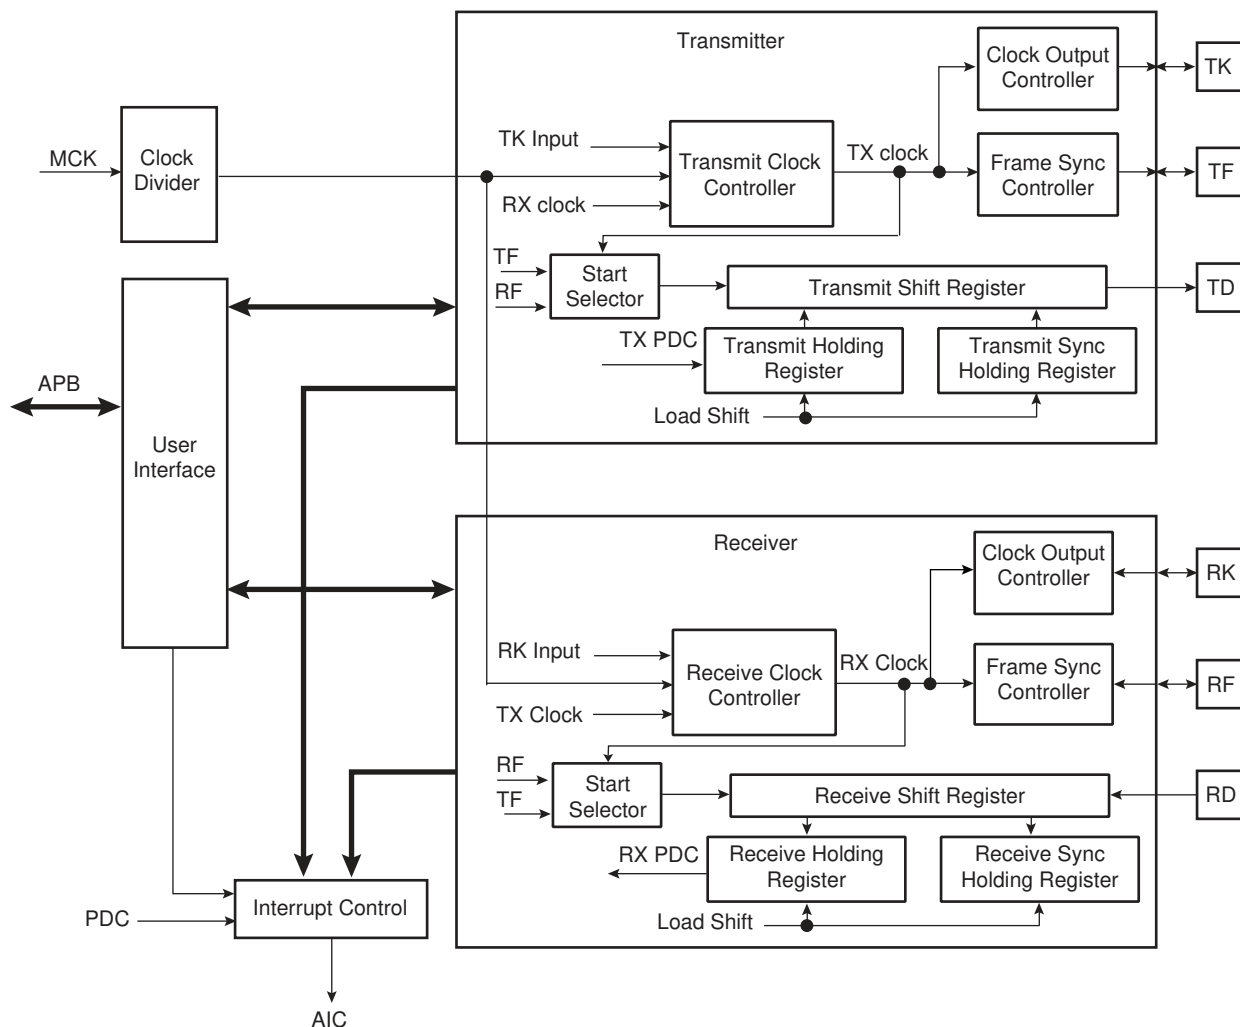 Transmitter
Clock Output
Controller
TK
MCK
Clock
Divider
TK Input
Transmit Clock
Controller
RX clock
TX clock
Frame Sync
Controller
TF
TF
RF
Start
Selector
Transmit Shift Register
TD
TX PDC
Transmit Holding
Register
Transmit Sync
Holding Register
Load Shift
APB
User
Interface
Receiver
Clock Output
Controller
RK
RK Input
Receive Clock
Controller
TX Clock
RX Clock
Frame Sync
Controller
RF
RF
TF
Start
Selector
Receive Shift Register
RD
RX PDC
Receive Holding
Register
Receive Sync
Holding Register
Load Shift
PDC
Interrupt Control
AIC